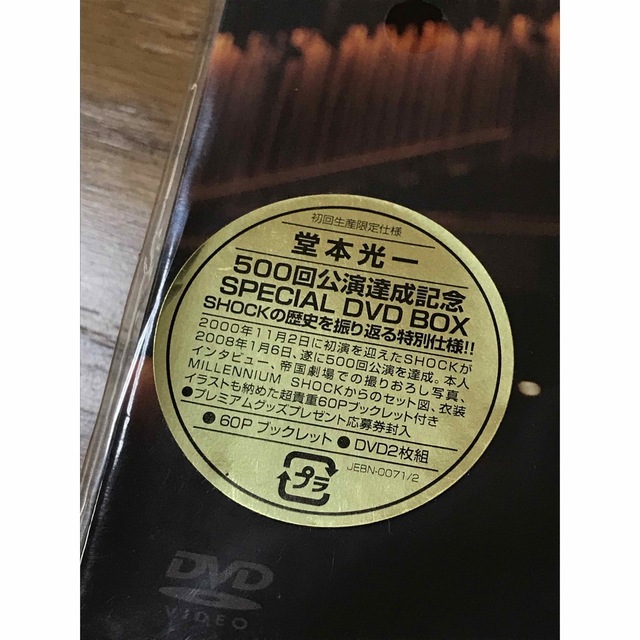 初回生産限定仕様
堂本光一
500回公演達成記念
SPECIAL DVD BOX
SHOCKの歴史を振り返る特別仕様!!
2000年11月2日に初演を迎えたSHOCKが
2008年1月6日、遂に500回公演を達成。本人
インタビュー、帝国劇場での撮りおろし写真、
MILLENNIUM SHOCKからのセット図、衣装
イラストも納めた超貴重60Pブックレット付き
●プレミアムグッズプレゼント応募券封入
●60P ブックレット ●DVD2枚組
プラ
JEBN-0071/2
DVD
VIDEO